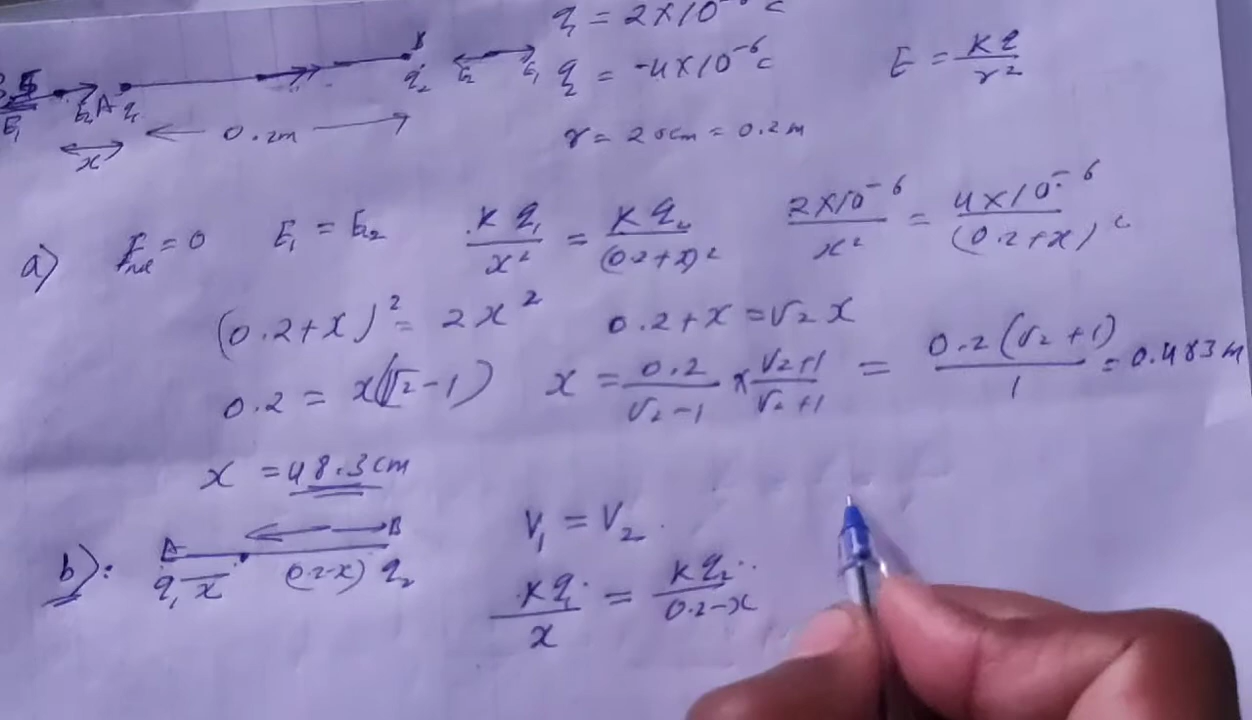 q₁ = 2×10⁻⁶ c
B
E₂ E₁ q = -4×10⁻⁶ c E = Kq/r²
E₁ E₂ A q₁ q₂
0.2m r = 20cm = 0.2m
x
a) E = 0 E₁ = E₂ Kq₁/x² = Kq₂/(0.2+x)² 2×10⁻⁶/x² = 4×10⁻⁶/(0.2+x)²
(0.2+x)² = 2x² 0.2+x = √2 x
0.2 = x(√2-1) x = 0.2/√2-1 × √2+1/√2+1 = 0.2(√2+1)/1 = 0.483m
x = 48.3cm
A B V₁ = V₂
b): q₁ x (0.2-x) q₂ Kq₁/x = Kq₂/0.2-x